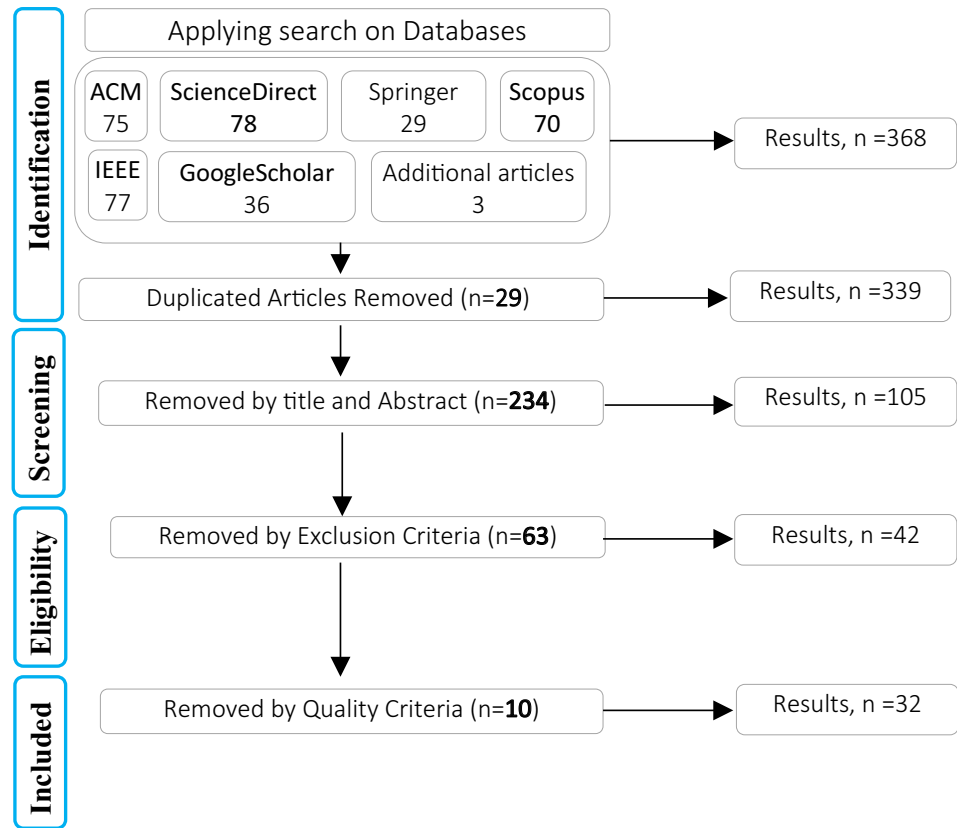 Identification
Applying search on Databases
ACM
75
ScienceDirect
78
Springer
29
Scopus
70
IEEE
77
GoogleScholar
36
Additional articles
3
Results, n =368
Duplicated Articles Removed (n=29)
Results, n =339
Screening
Removed by title and Abstract (n=234)
Results, n =105
Eligibility
Removed by Exclusion Criteria (n=63)
Results, n =42
Included
Removed by Quality Criteria (n=10)
Results, n =32